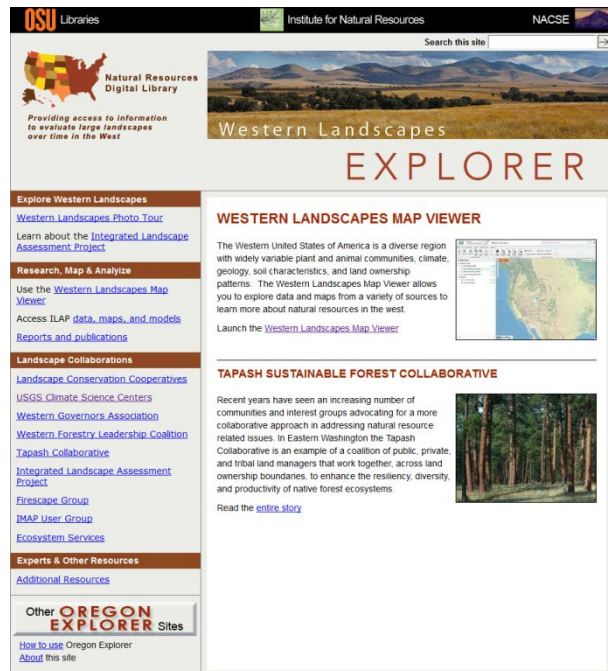 OSU Libraries
Institute for Natural Resources
NACSE
Search this site
Natural Resources
Digital Library
Providing access to information
to evaluate large landscapes
over time in the West
Western Landscapes
EXPLORER
Explore Western Landscapes
Western Landscapes Photo Tour
Learn about the Integrated Landscape
Assessment Project
Research, Map & Analyize
Use the Western Landscapes Map
Viewer
Access ILAP data, maps, and models
Reports and publications
Landscape Collaborations
Landscape Conservation Cooperatives
USGS Climate Science Centers
Western Governors Association
Western Forestry Leadership Coalition
Tapash Collaborative
Integrated Landscape Assessment
Project
Firescape Group
IMAP User Group
Ecosystem Services
Experts & Other Resources
Additional Resources
Other OREGON
EXPLORER Sites
How to use Oregon Explorer
About this site
WESTERN LANDSCAPES MAP VIEWER
The Western United States of America is a diverse region
with widely variable plant and animal communities, climate,
geology, soil characteristics, and land ownership
patterns. The Western Landscapes Map Viewer allows
you to explore data and maps from a variety of sources to
learn more about natural resources in the west.
Launch the Western Landscapes Map Viewer
TAPASH SUSTAINABLE FOREST COLLABORATIVE
Recent years have seen an increasing number of
communities and interest groups advocating for a more
collaborative approach in addressing natural resource
related issues. In Eastern Washington the Tapash
Collaborative is an example of a coalition of public, private,
and tribal land managers that work together, across land
ownership boundaries, to enhance the resiliency, diversity,
and productivity of native forest ecosystems.
Read the entire story